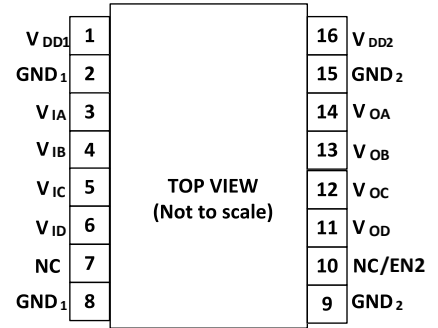 V DD1 1 16 V DD2
GND 1 2 15 GND 2
V IA 3 14 V OA
V IB 4 13 V OB
V IC 5 12 V OC
TOP VIEW
(Not to scale)
V ID 6 11 V OD
NC 7 10 NC/EN2
GND 1 8 9 GND 2